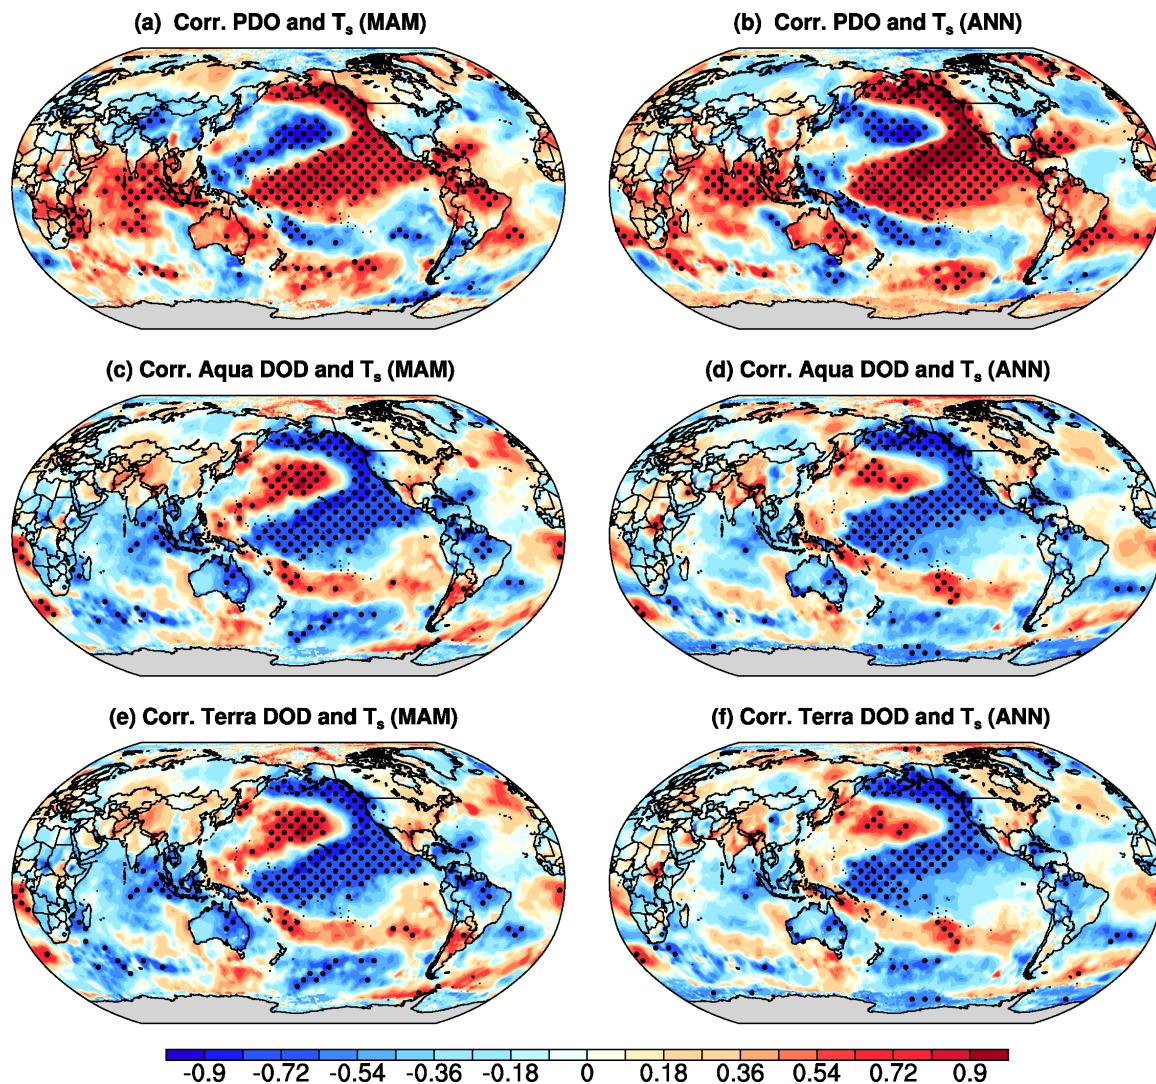 (a) Corr. PDO and Ts (MAM)
(b) Corr. PDO and Ts (ANN)
(c) Corr. Aqua DOD and Ts (MAM)
(d) Corr. Aqua DOD and Ts (ANN)
(e) Corr. Terra DOD and Ts (MAM)
(f) Corr. Terra DOD and Ts (ANN)
-0.9 -0.72 -0.54 -0.36 -0.18 0 0.18 0.36 0.54 0.72 0.9